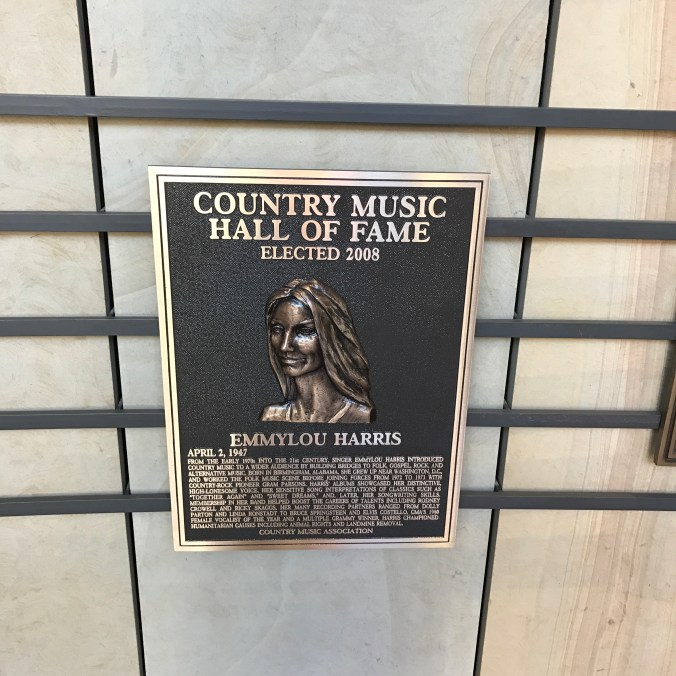 COUNTRY MUSIC
HALL OF FAME
ELECTED 2008
EMMYLOU HARRIS
APRIL 2, 1947
FROM THE EARLY 1970s INTO THE 21st CENTURY, SINGER EMMYLOU HARRIS INTRODUCED
COUNTRY MUSIC TO A WIDER AUDIENCE BY BUILDING BRIDGES TO FOLK, GOSPEL, ROCK, AND
ALTERNATIVE MUSIC. BORN IN BIRMINGHAM, ALABAMA, SHE GREW UP NEAR WASHINGTON, D.C.,
AND WORKED THE FOLK MUSIC SCENE BEFORE JOINING FORCES FROM 1972 TO 1973 WITH
COUNTRY-ROCK PIONEER GRAM PARSONS. HARRIS' ALBUMS SHOWCASED HER DISTINCTIVE,
HIGH-LONESOME VOICE, HER SENSITIVE SONG INTERPRETATIONS OF CLASSICS SUCH AS
"TOGETHER AGAIN" AND "SWEET DREAMS," AND, LATER, HER SONGWRITING SKILLS.
MEMBERSHIP IN HER BAND HELPED BOOST THE CAREERS OF TALENTS INCLUDING RODNEY
CROWELL AND RICKY SKAGGS. HER MANY RECORDING PARTNERS RANGED FROM DOLLY
PARTON AND LINDA RONSTADT TO BRUCE SPRINGSTEEN AND ELVIS COSTELLO. CMA'S 1980
FEMALE VOCALIST OF THE YEAR AND A MULTIPLE GRAMMY WINNER, HARRIS CHAMPIONED
HUMANITARIAN CAUSES INCLUDING ANIMAL RIGHTS AND LANDMINE REMOVAL.
COUNTRY MUSIC ASSOCIATION